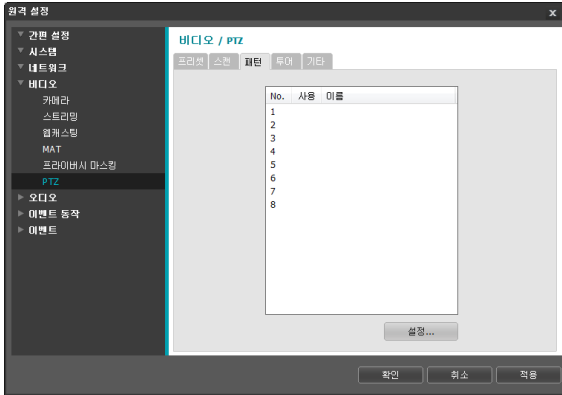 원격 설정
x
간편 설정
시스템
네트워크
비디오
카메라
스트리밍
웹캐스팅
MAT
프라이버시 마스킹
PTZ
오디오
이벤트 동작
이벤트
비디오 / PTZ
프리셋 스캔 패턴 투어 기타
No. 사용 이름
1
2
3
4
5
6
7
8
설정...
확인 취소 적용